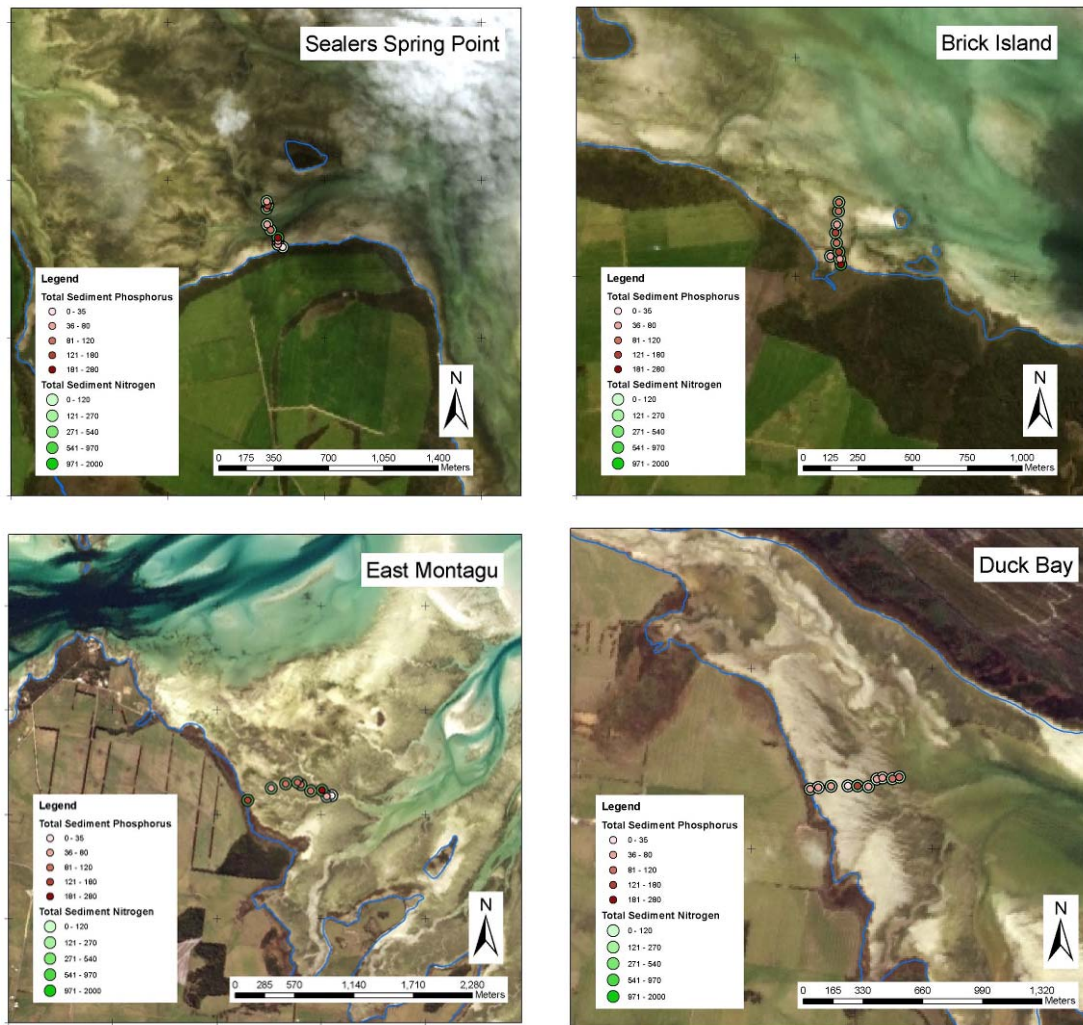 Sealers Spring Point
Legend
Total Sediment Phosphorus
0 - 35
36 - 80
81 - 120
121 - 180
181 - 280
Total Sediment Nitrogen
0 - 120
121 - 270
271 - 540
541 - 970
971 - 2000
N
0 175 350 700 1,050 1,400
Meters
Brick Island
Legend
Total Sediment Phosphorus
0 - 35
36 - 80
81 - 120
121 - 180
181 - 280
Total Sediment Nitrogen
0 - 120
121 - 270
271 - 540
541 - 970
971 - 2000
N
0 125 250 500 750 1,000
Meters
East Montagu
Legend
Total Sediment Phosphorus
0 - 35
36 - 80
81 - 120
121 - 180
181 - 280
Total Sediment Nitrogen
0 - 120
121 - 270
271 - 540
541 - 970
971 - 2000
N
0 285 570 1,140 1,710 2,280
Meters
Duck Bay
Legend
Total Sediment Phosphorus
0 - 35
36 - 80
81 - 120
121 - 180
181 - 280
Total Sediment Nitrogen
0 - 120
121 - 270
271 - 540
541 - 970
971 - 2000
N
0 165 330 660 990 1,320
Meters